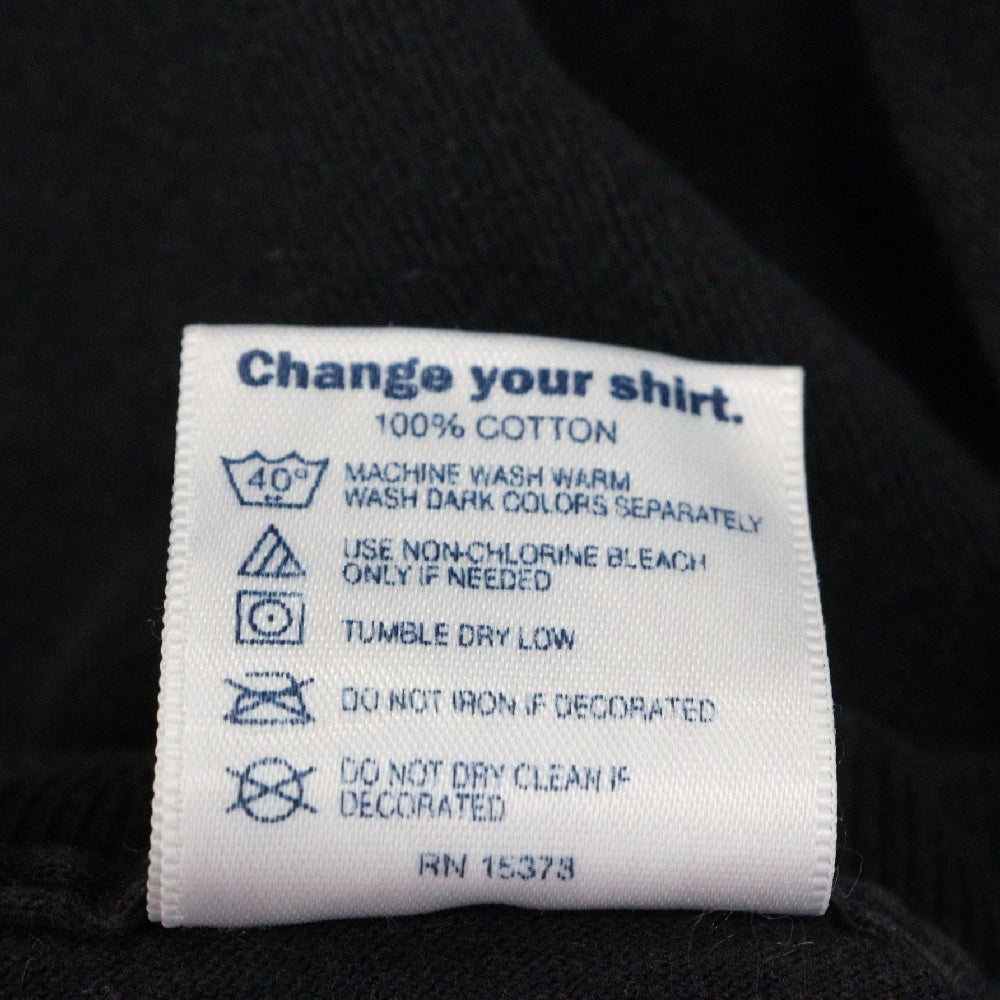 Change your shirt.
100% COTTON
40°
MACHINE WASH WARM
WASH DARK COLORS SEPARATELY
USE NON-CHLORINE BLEACH
ONLY IF NEEDED
TUMBLE DRY LOW
DO NOT IRON IF DECORATED
DO NOT DRY CLEAN IF
DECORATED
RN 15373